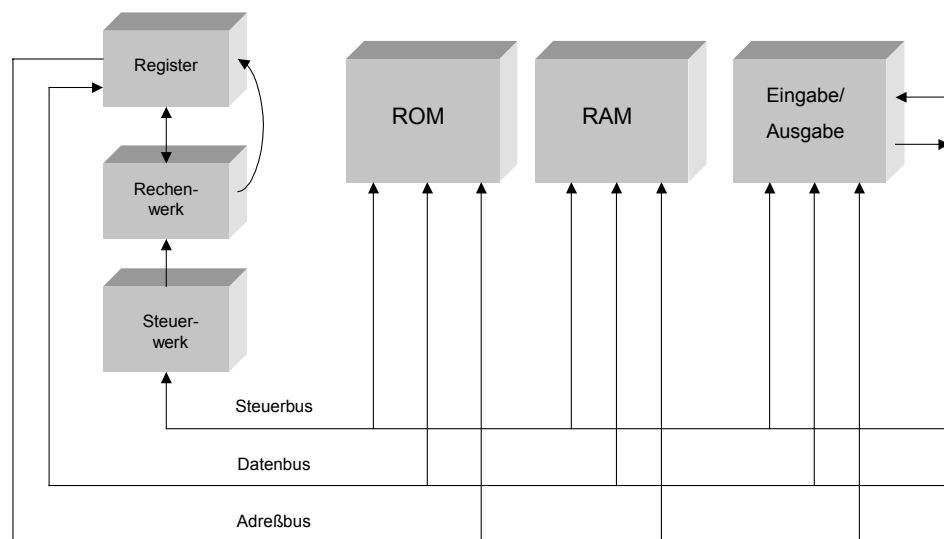 Register
ROM
RAM
Eingabe/
Ausgabe
Rechen-
werk
Steuer-
werk
Steuerbus
Datenbus
Adreßbus